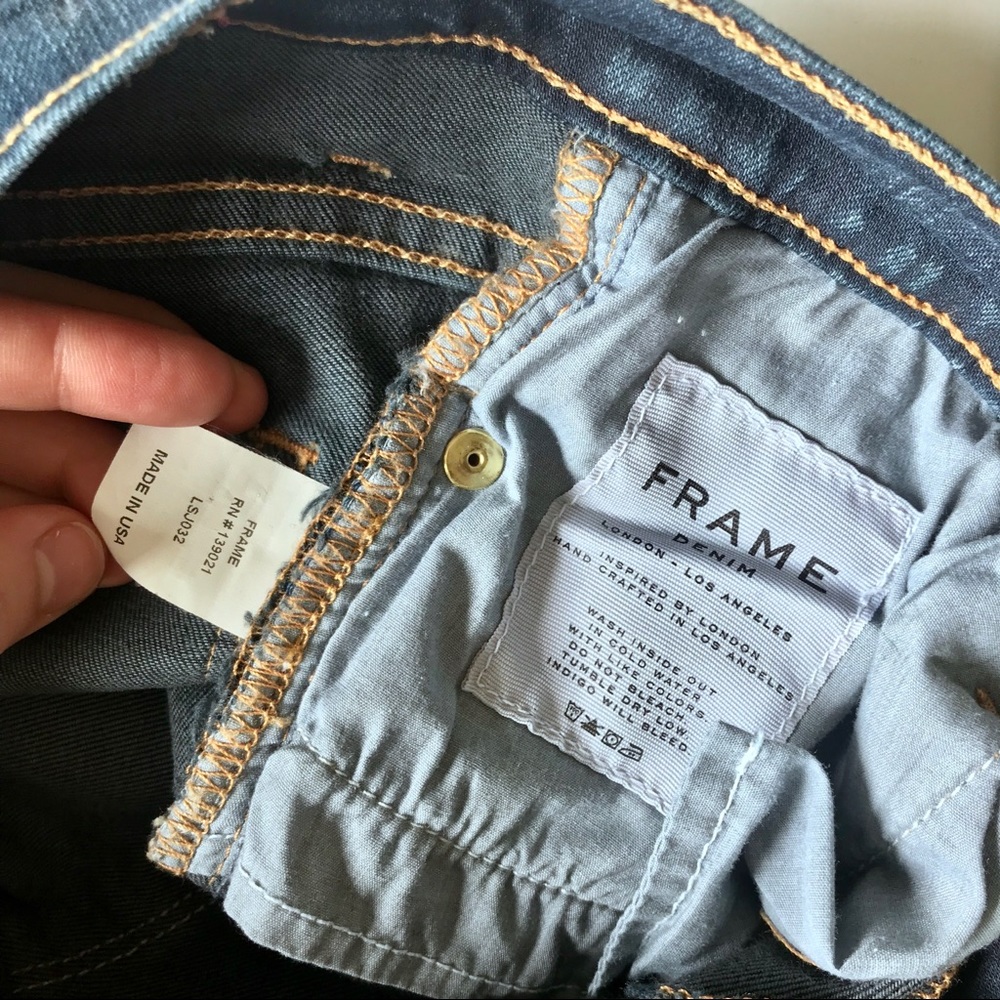 FRAME
RN#139021
LSJ032
MADE IN USA
FRAME
DENIM
LONDON - LOS ANGELES
INSPIRED BY LONDON
HAND CRAFTED IN LOS ANGELES
WASH INSIDE OUT
IN COLD WATER
WITH LIKE COLORS
DO NOT BLEACH
TUMBLE DRY LOW
INDIGO WILL BLEED